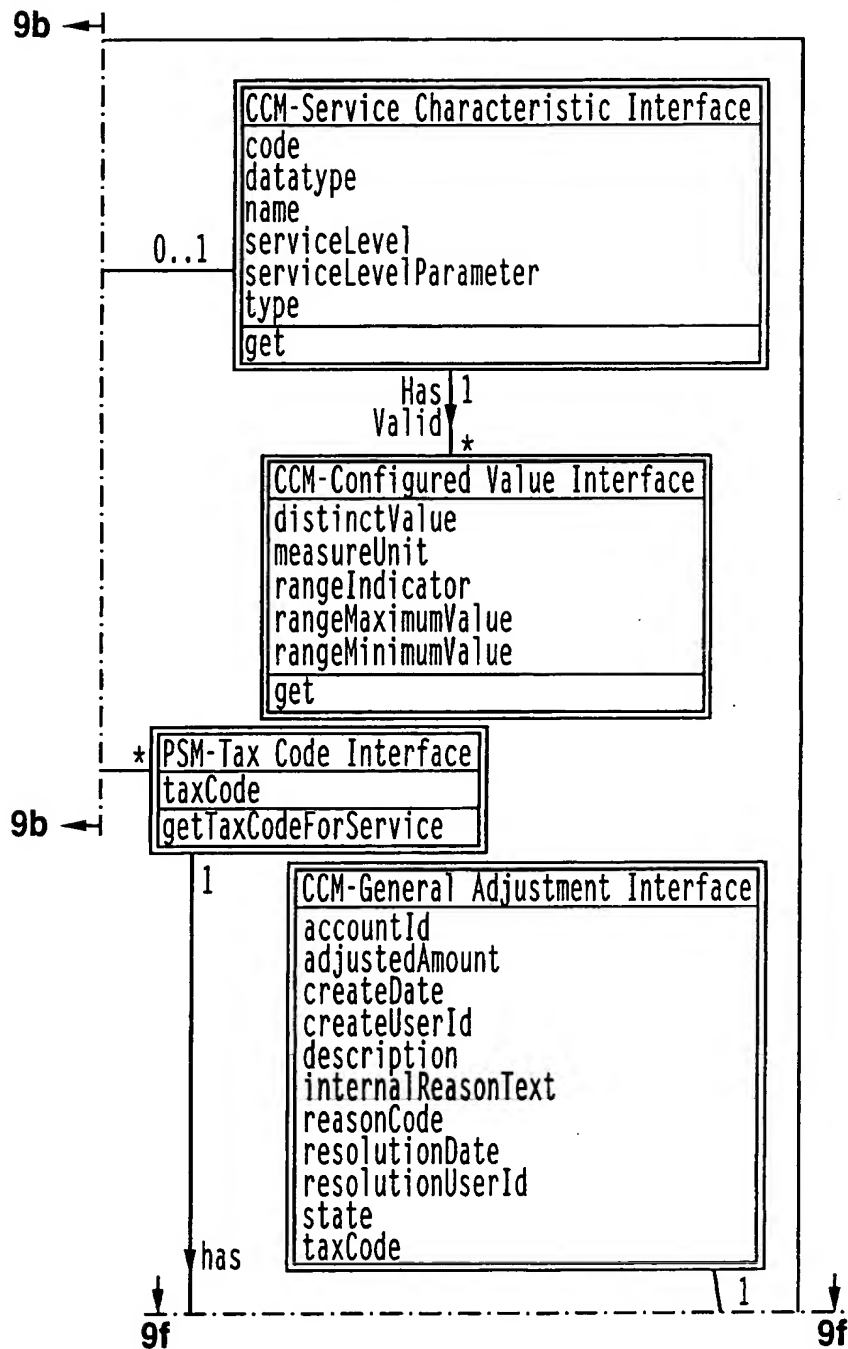 9b
CCM-Service Characteristic Interface
code
datatype
name
0..1
serviceLevel
serviceLevelParameter
type
get
Has 1
Valid
*
CCM-Configured Value Interface
distinctValue
measureUnit
rangeIndicator
rangeMaximumValue
rangeMinimumValue
get
* PSM-Tax Code Interface
taxCode
9b
getTaxCodeForService
1
CCM-General Adjustment Interface
accountId
adjustedAmount
createDate
createUserId
description
internalReasonText
reasonCode
resolutionDate
resolutionUserId
state
taxCode
has
1
9f
9f